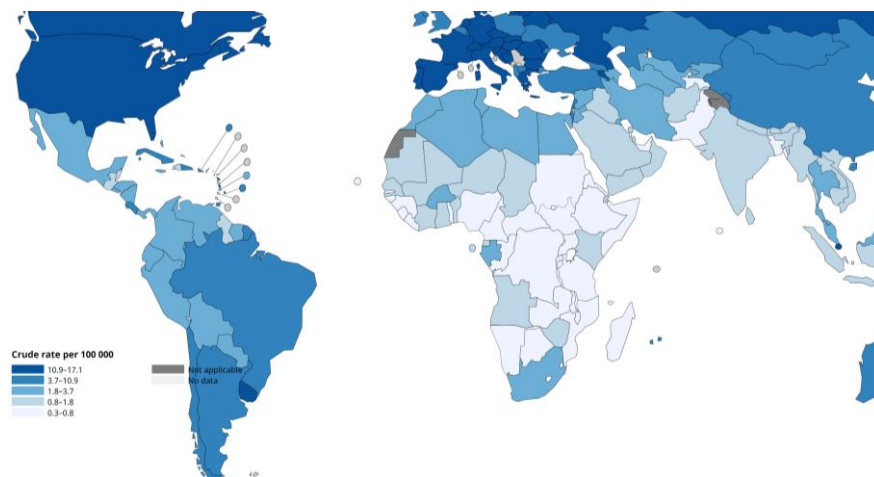 Crude rate per 100 000
10.9–17.1
3.7–10.9
1.8–3.7
0.8–1.8
0.3–0.8
Not applicable
No data